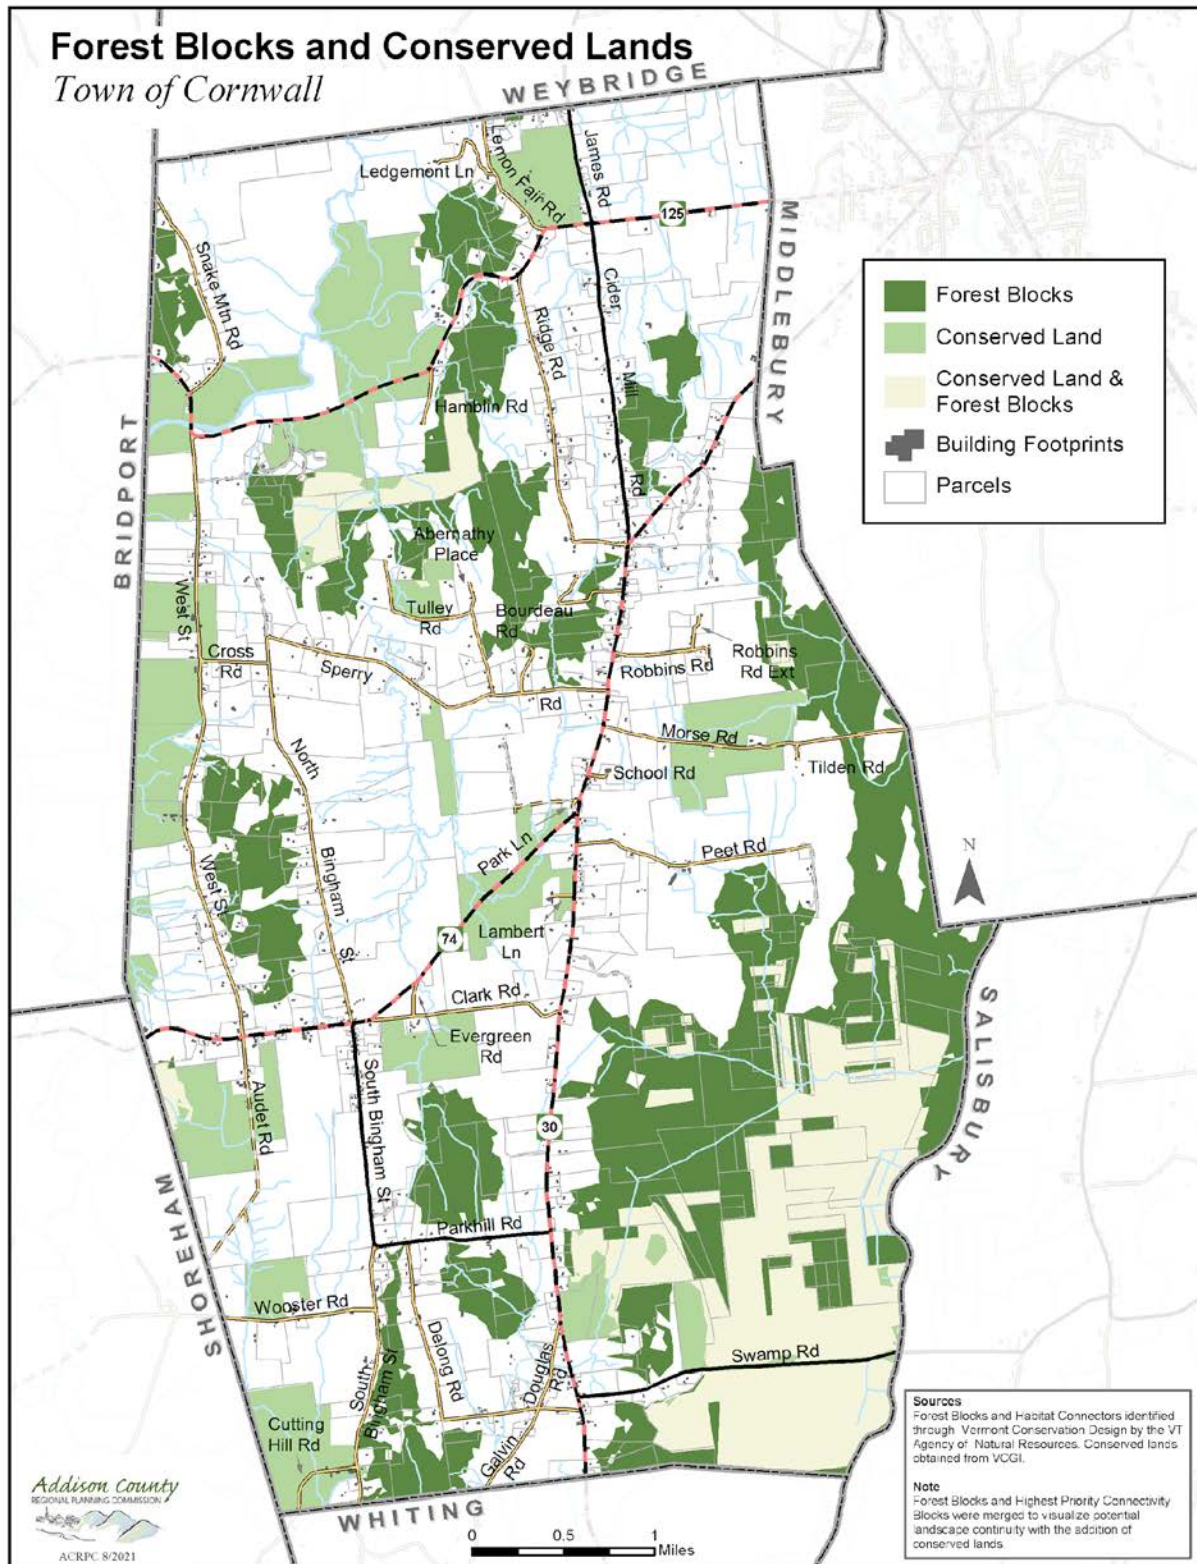 Forest Blocks and Conserved Lands
Town of Cornwall
WEYBRIDGE
Ledgemont Ln
Lemon Fair Rd
James Rd
125
MIDDLEBURY
Snake Mtn Rd
Ridge Rd
Cider
Mill
Rd
Hamblin Rd
BRIDPORT
Forest Blocks
Conserved Land
Conserved Land &
Forest Blocks
Building Footprints
Parcels
Abernathy
Place
West St
Tulley
Rd
Bourdeau
Rd
Cross
Rd
Sperry
Rd
Robbins Rd
Robbins
Rd Ext
Morse Rd
Tilden Rd
North
Bingham
St
School Rd
Park Ln
Peet Rd
N
West St
74
Lambert
Ln
Clark Rd
Evergreen
Rd
SALISBURY
Audet Rd
South Bingham St
30
SHOREHAM
Parkhill Rd
Wooster Rd
South
Bingham St
Delong Rd
Douglas
Rd
Swamp Rd
Cutting
Hill Rd
Galvin
Rd
WHITING
0 0.5 1
Miles
Addison County
REGIONAL PLANNING COMMISSION
ACRPC 8/2021
Sources
Forest Blocks and Habitat Connectors identified
through Vermont Conservation Design by the VT
Agency of Natural Resources. Conserved lands
obtained from VCGI.
Note
Forest Blocks and Highest Priority Connectivity
Blocks were merged to visualize potential
landscape continuity with the addition of
conserved lands.